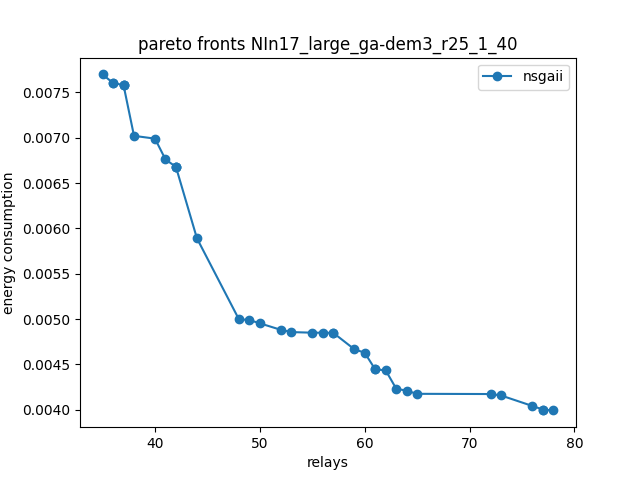 pareto fronts NIn17_large_ga-dem3_r25_1_40
nsgaii
energy consumption
0.0075
0.0070
0.0065
0.0060
0.0055
0.0050
0.0045
0.0040
40 50 60 70 80
relays